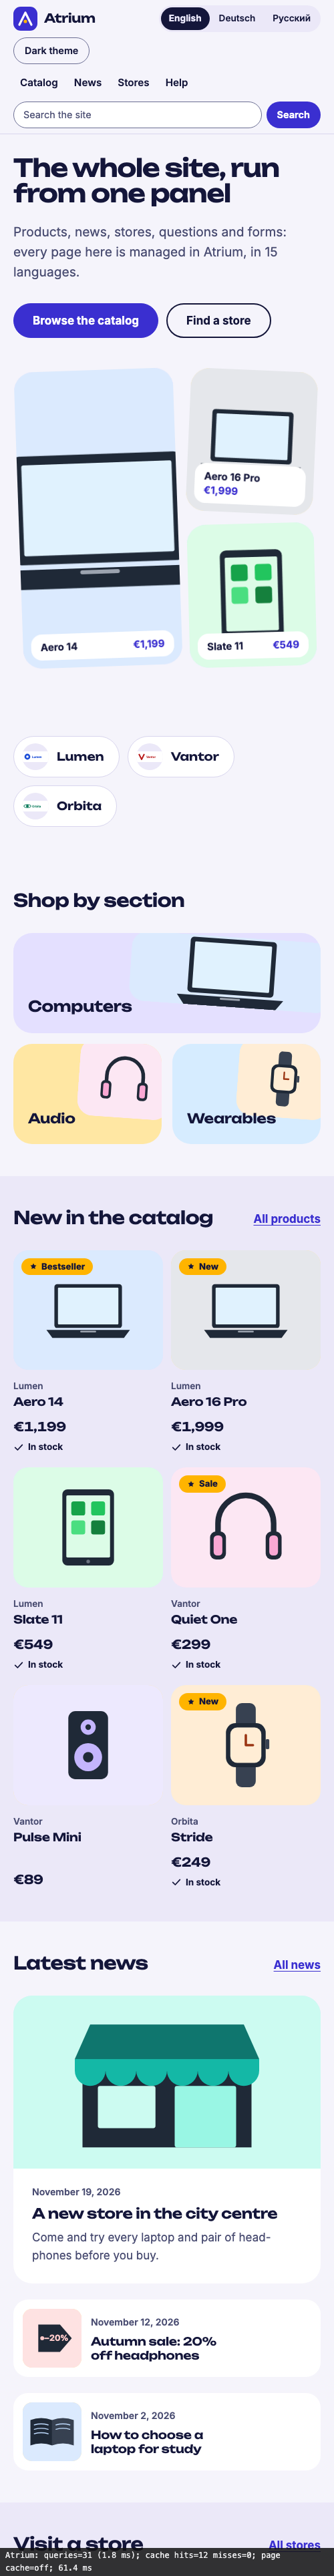 Atrium
English Deutsch Русский
Dark theme
Catalog News Stores Help
Search the site Search
The whole site, run
from one panel
Products, news, stores, questions and forms:
every page here is managed in Atrium, in 15
languages.
Browse the catalog Find a store
Aero 16 Pro
€1,999
Aero 14 €1,199
Slate 11 €549
Lumen Vantor
Orbita
Shop by section
Computers
Audio Wearables
New in the catalog All products
Bestseller New
Lumen Lumen
Aero 14 Aero 16 Pro
€1,199 €1,999
In stock In stock
Sale
Lumen Vantor
Slate 11 Quiet One
€549 €299
In stock In stock
New
Vantor Orbita
Pulse Mini Stride
€249
€89
In stock
Latest news All news
November 19, 2026
A new store in the city centre
Come and try every laptop and pair of head-
phones before you buy.
November 12, 2026
−20%
Autumn sale: 20%
off headphones
November 2, 2026
How to choose a
laptop for study
Visit a store All stores
Atrium: queries=31 (1.8 ms); cache hits=12 misses=0; page
cache=off; 61.4 ms